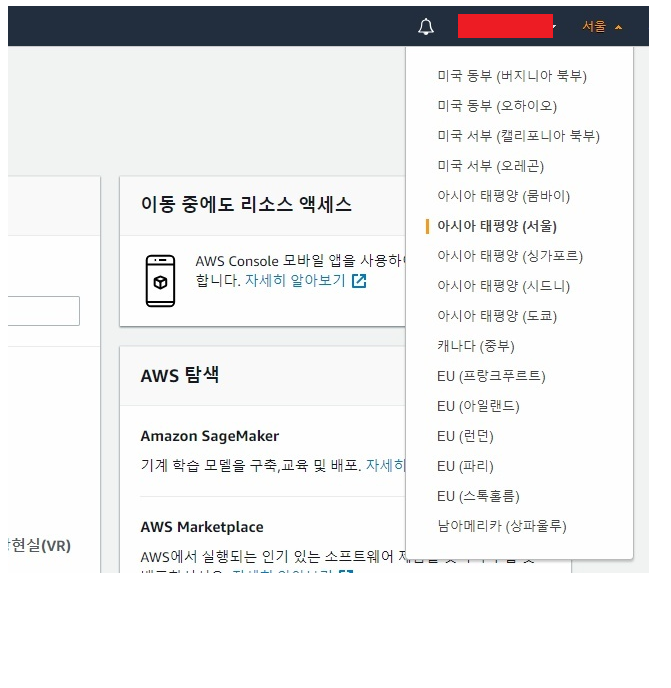 서울
미국 동부 (버지니아 북부)
미국 동부 (오하이오)
미국 서부 (캘리포니아 북부)
미국 서부 (오레곤)
아시아 태평양 (뭄바이)
아시아 태평양 (서울)
아시아 태평양 (싱가포르)
아시아 태평양 (시드니)
아시아 태평양 (도쿄)
캐나다 (중부)
EU (프랑크푸르트)
EU (아일랜드)
EU (런던)
EU (파리)
EU (스톡홀름)
남아메리카 (상파울루)
이동 중에도 리소스 액세스
AWS Console 모바일 앱을
합니다. 자세히 알아보기
AWS 탐색
Amazon SageMaker
기계 학습 모델을 구축,교육 및 배포. 자세히
AWS Marketplace
AWS에서 실행되는 인기 있는 소프트웨어
현실(VR)